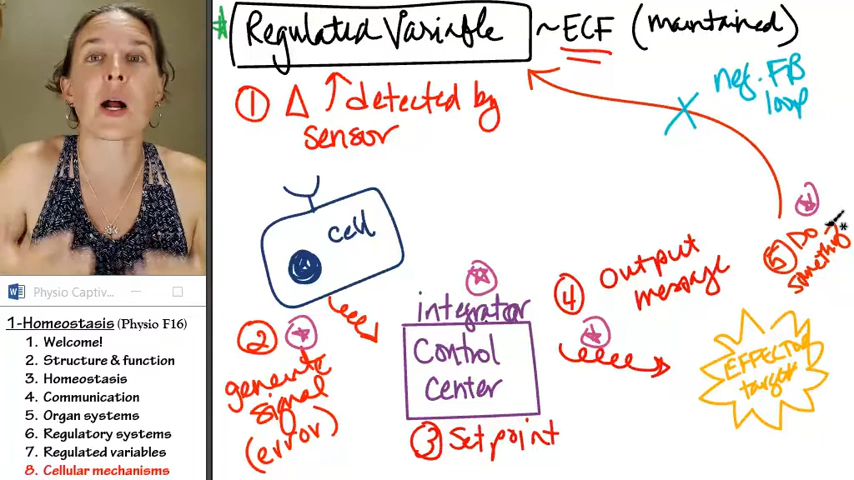 Regulated Variable ~ECF (maintained)
① Δ ↑ detected by
sensor
neg. FB
loop
cell
② generate
signal
(error)
integrator
Control
Center
③ Set point
④ Output
message
⑤ Do
something
EFFECTOR
target
Physio Captiv...
1-Homeostasis (Physio F16)
1. Welcome!
2. Structure & function
3. Homeostasis
4. Communication
5. Organ systems
6. Regulatory systems
7. Regulated variables
8. Cellular mechanisms